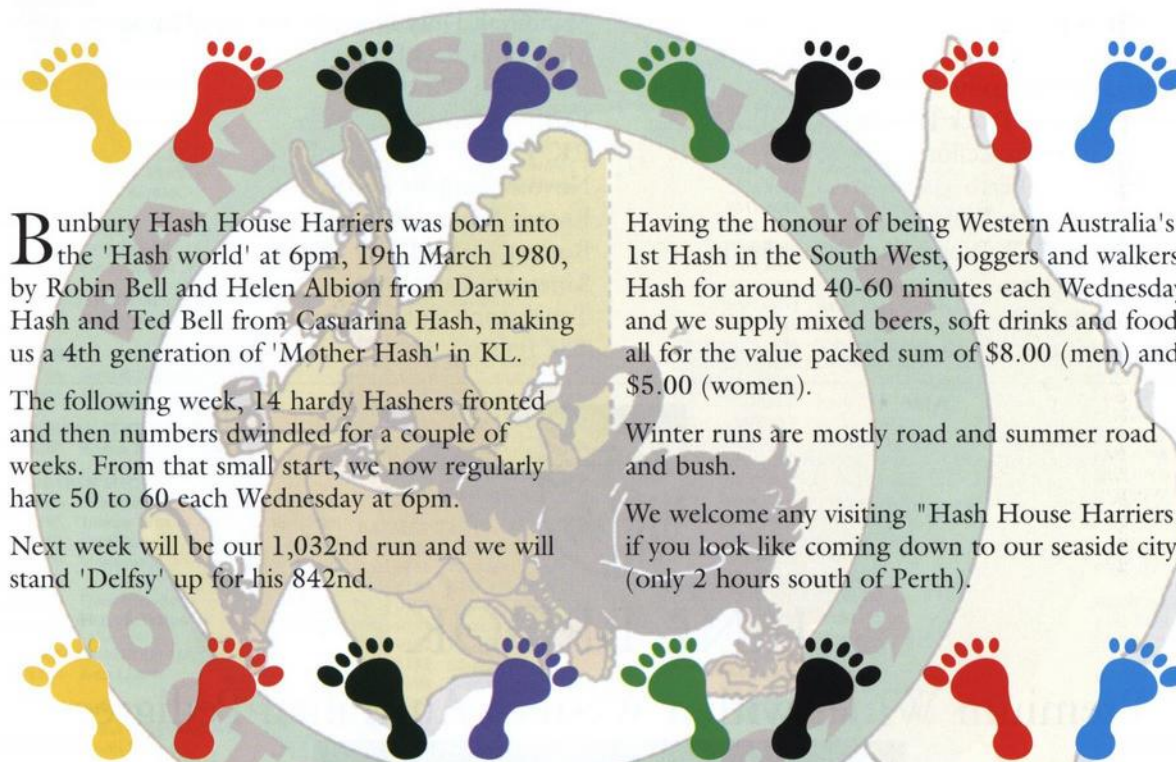 PAN ASIA HASH
Bunbury Hash House Harriers was born into
the 'Hash world' at 6pm, 19th March 1980,
by Robin Bell and Helen Albion from Darwin
Hash and Ted Bell from Casuarina Hash, making
us a 4th generation of 'Mother Hash' in KL.
The following week, 14 hardy Hashers fronted
and then numbers dwindled for a couple of
weeks. From that small start, we now regularly
have 50 to 60 each Wednesday at 6pm.
Next week will be our 1,032nd run and we will
stand 'Delfsy' up for his 842nd.
Having the honour of being Western Australia's
1st Hash in the South West, joggers and walkers
Hash for around 40-60 minutes each Wednesday
and we supply mixed beers, soft drinks and food
all for the value packed sum of $8.00 (men) and
$5.00 (women).
Winter runs are mostly road and summer road
and bush.
We welcome any visiting "Hash House Harriers
if you look like coming down to our seaside city
(only 2 hours south of Perth).